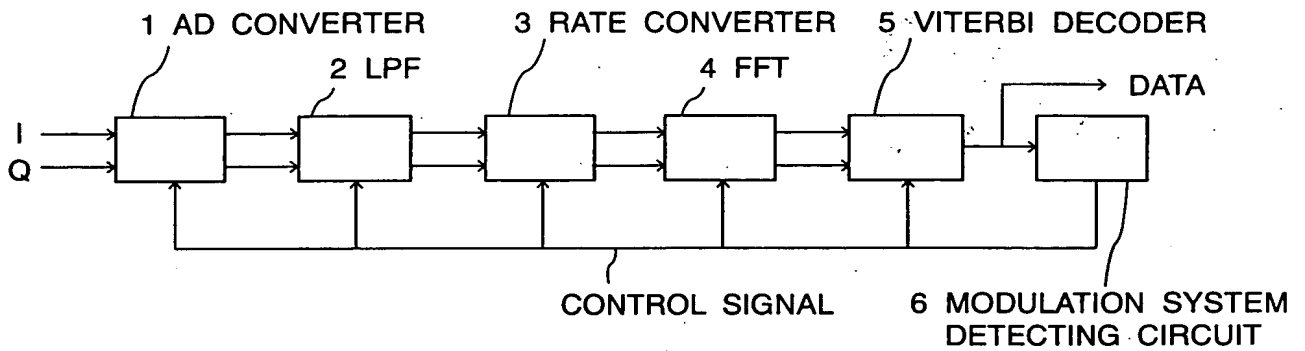 1 AD CONVERTER
3 RATE CONVERTER
5 VITERBI DECODER
2 LPF
4 FFT
DATA
I
Q
CONTROL SIGNAL
6 MODULATION SYSTEM
DETECTING CIRCUIT